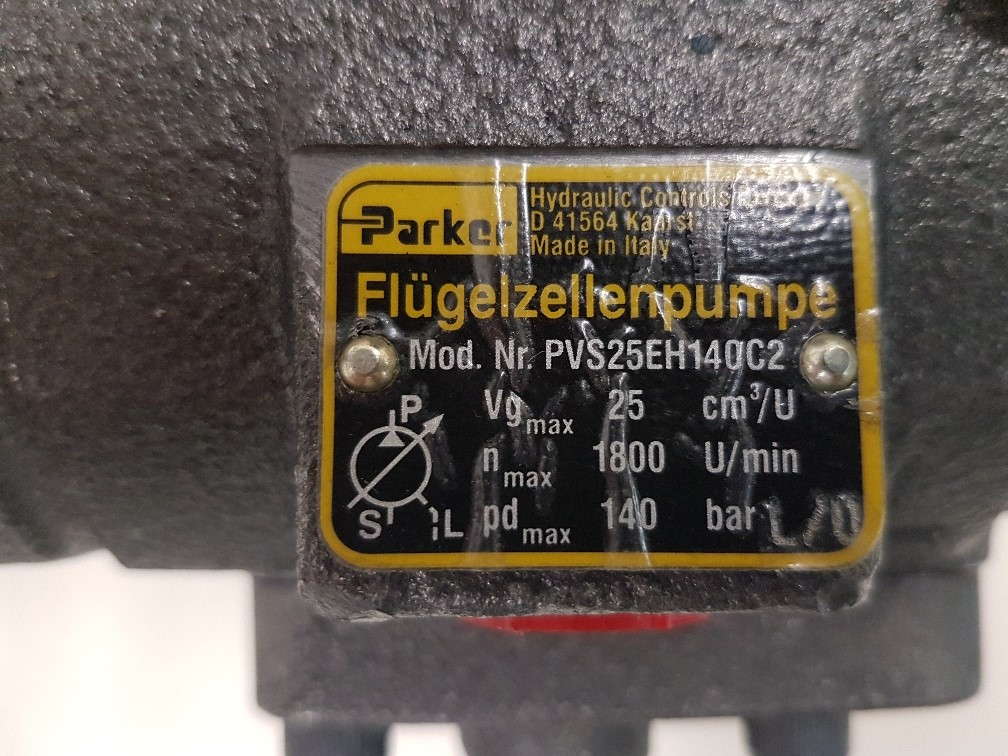 Parker
Hydraulic Controls
D 41564 Kaarst
Made in Italy
Flügelzellenpumpe
Mod. Nr. PVS25EH140C2
Vg max 25 cm³/U
n max 1800 U/min
pd max 140 bar
P
S L